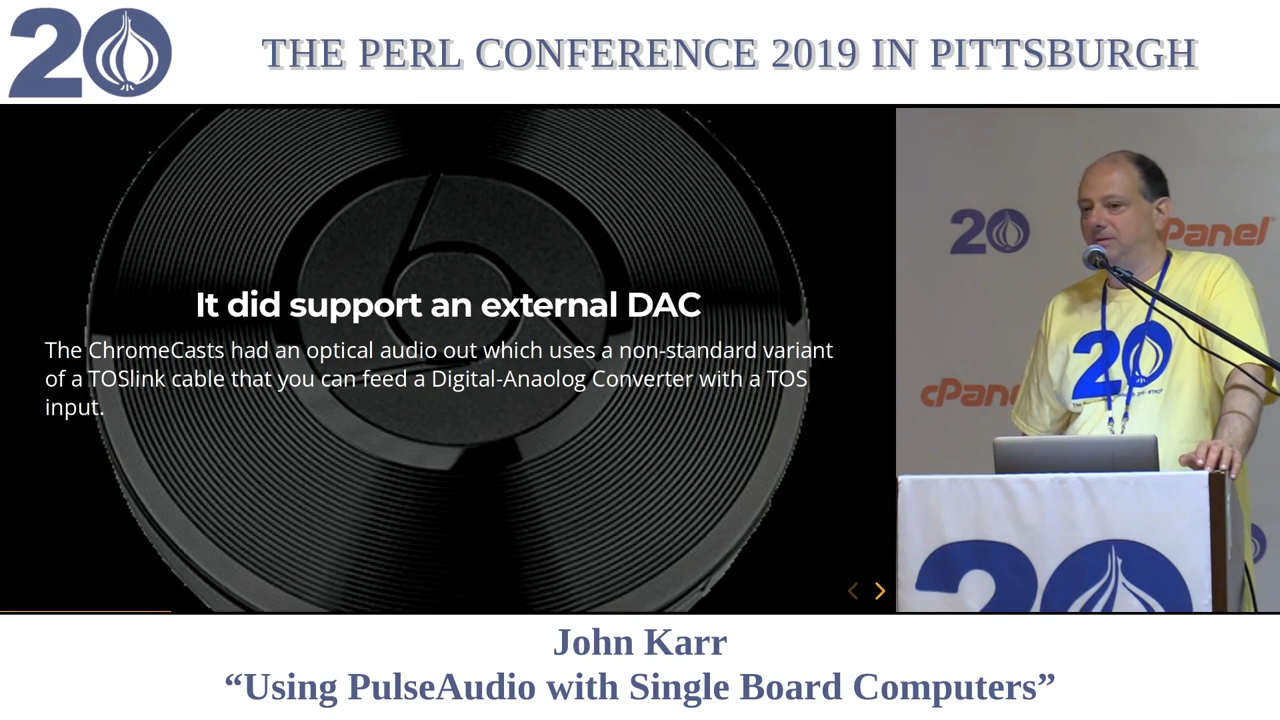 20
THE PERL CONFERENCE 2019 IN PITTSBURGH
It did support an external DAC
The ChromeCasts had an optical audio out which uses a non-standard variant
of a TOSlink cable that you can feed a Digital-Anaolog Converter with a TOS
input.
20
Panel
cPan
20
20
John Karr
“Using PulseAudio with Single Board Computers”